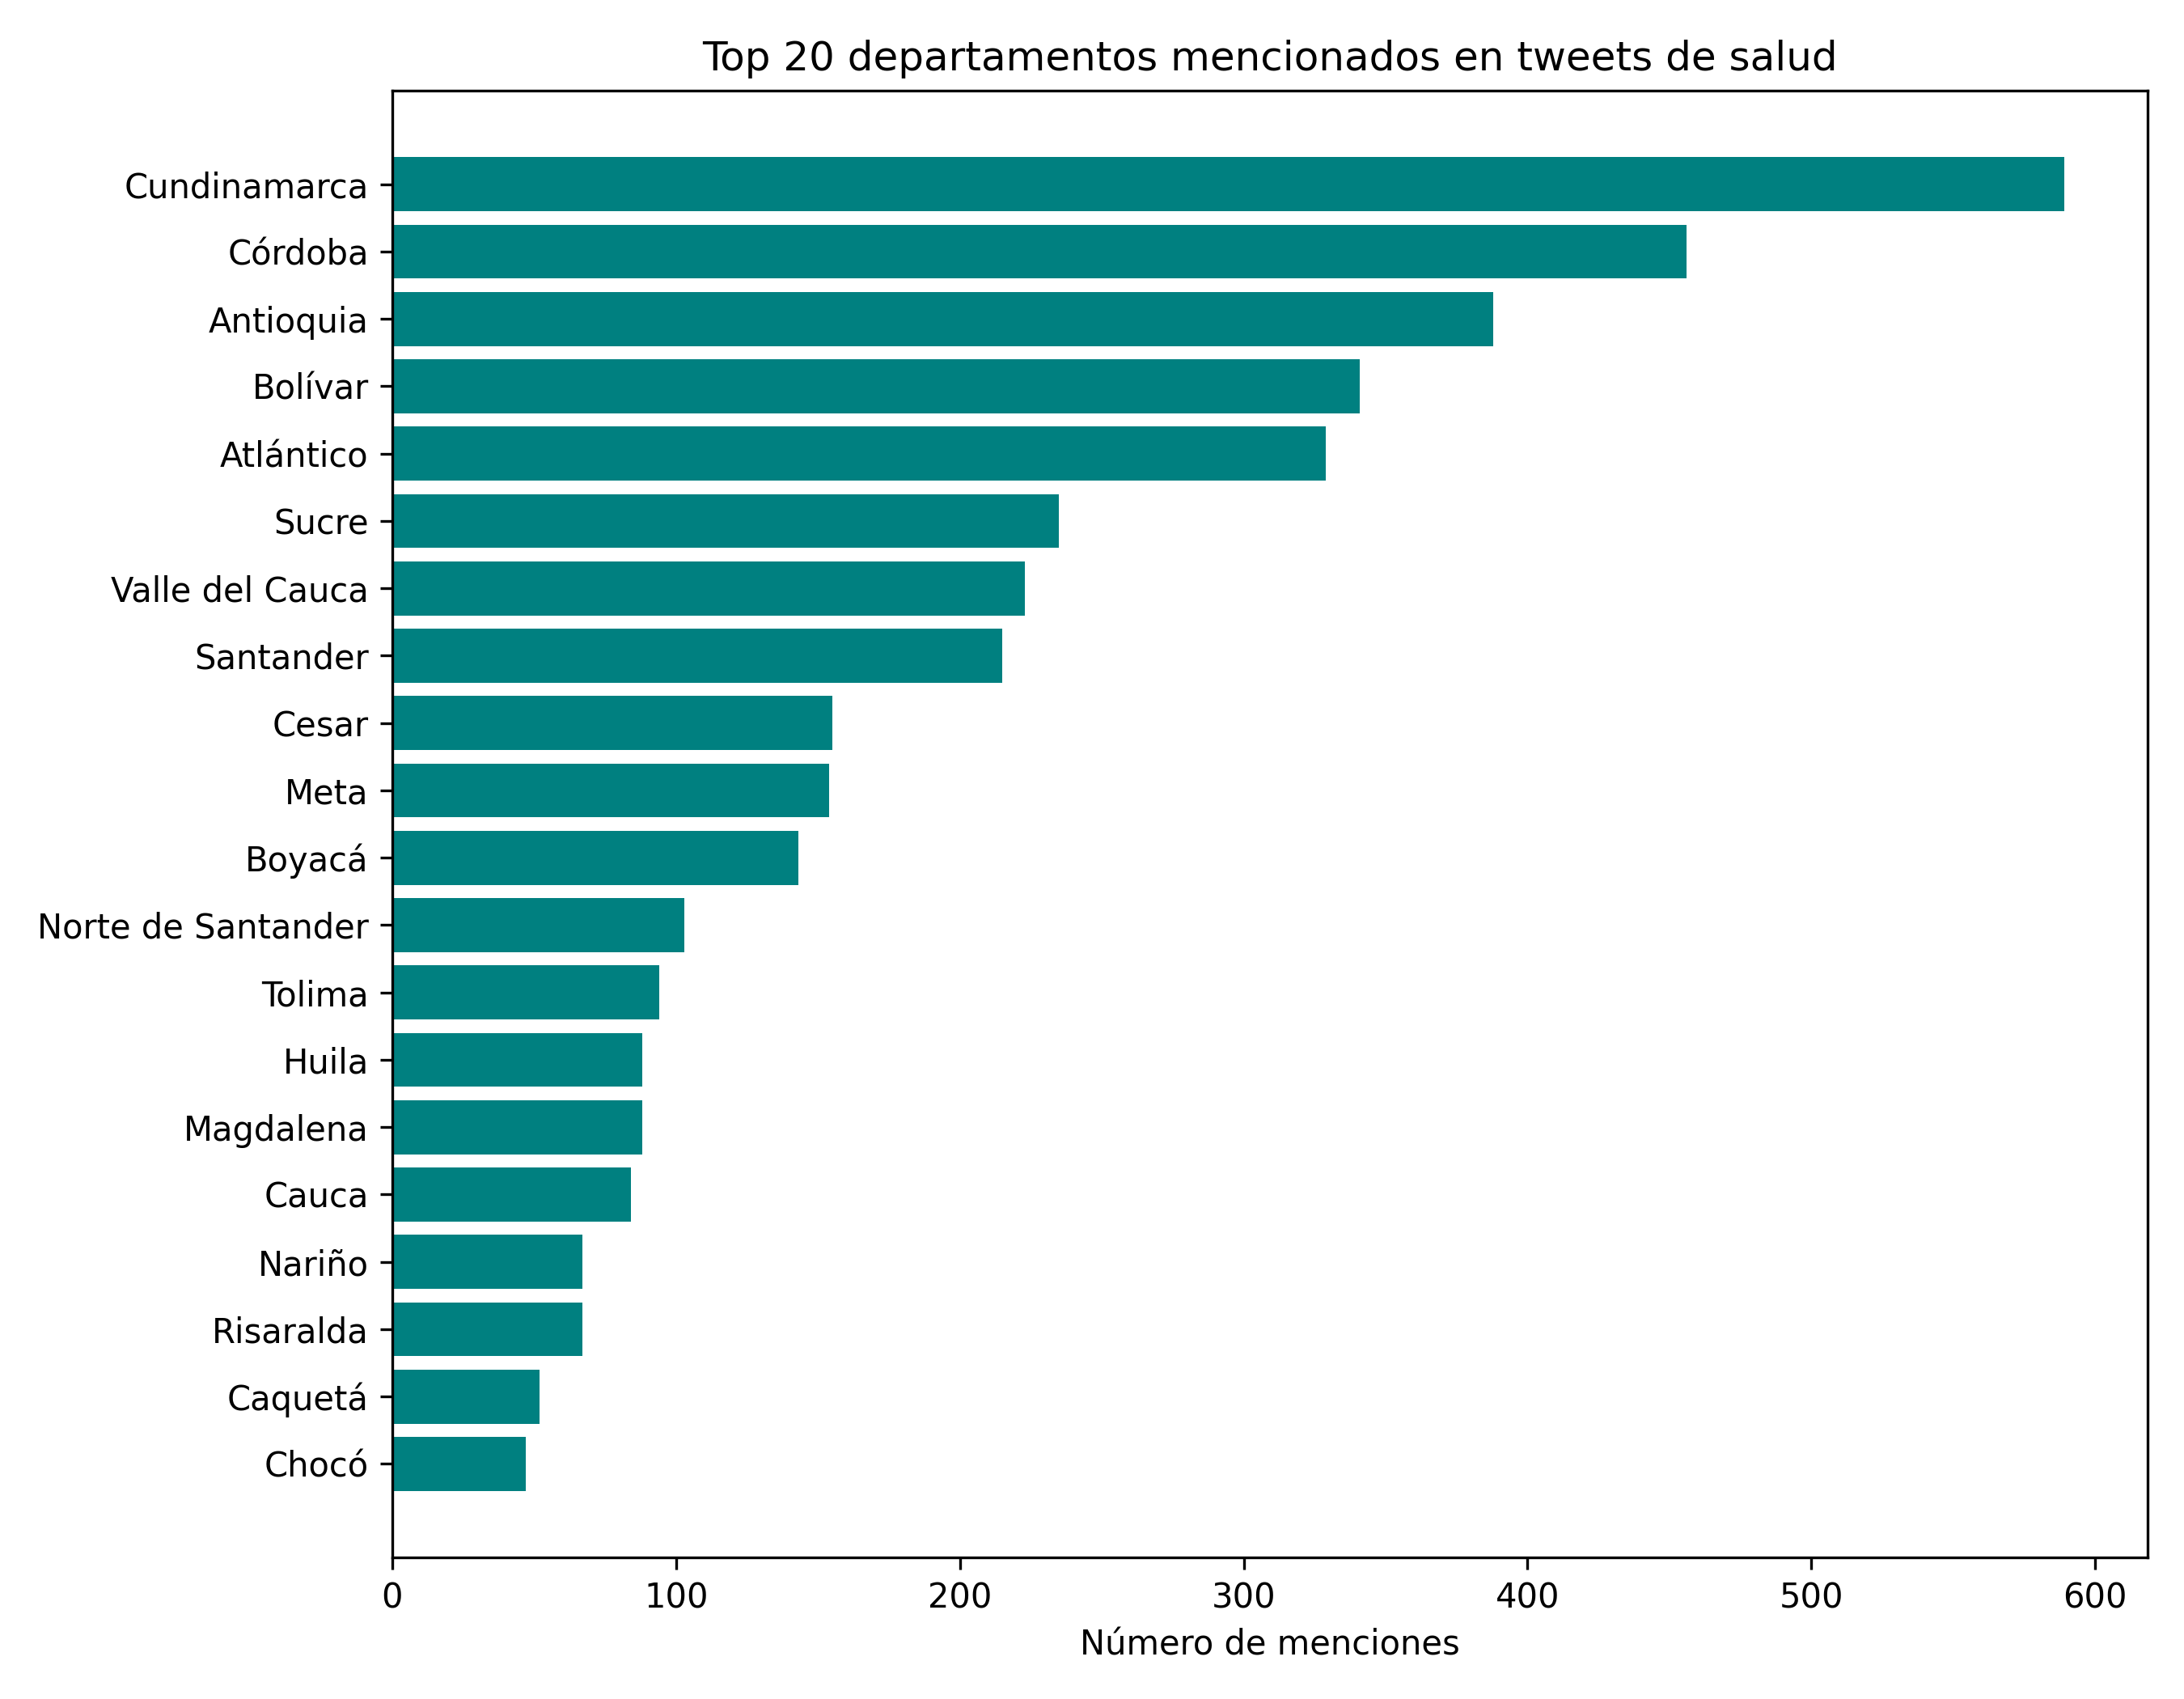 Top 20 departamentos mencionados en tweets de salud
Cundinamarca
Córdoba
Antioquia
Bolívar
Atlántico
Sucre
Valle del Cauca
Santander
Cesar
Meta
Boyacá
Norte de Santander
Tolima
Huila
Magdalena
Cauca
Nariño
Risaralda
Caquetá
Chocó
0 100 200 300 400 500 600
Número de menciones